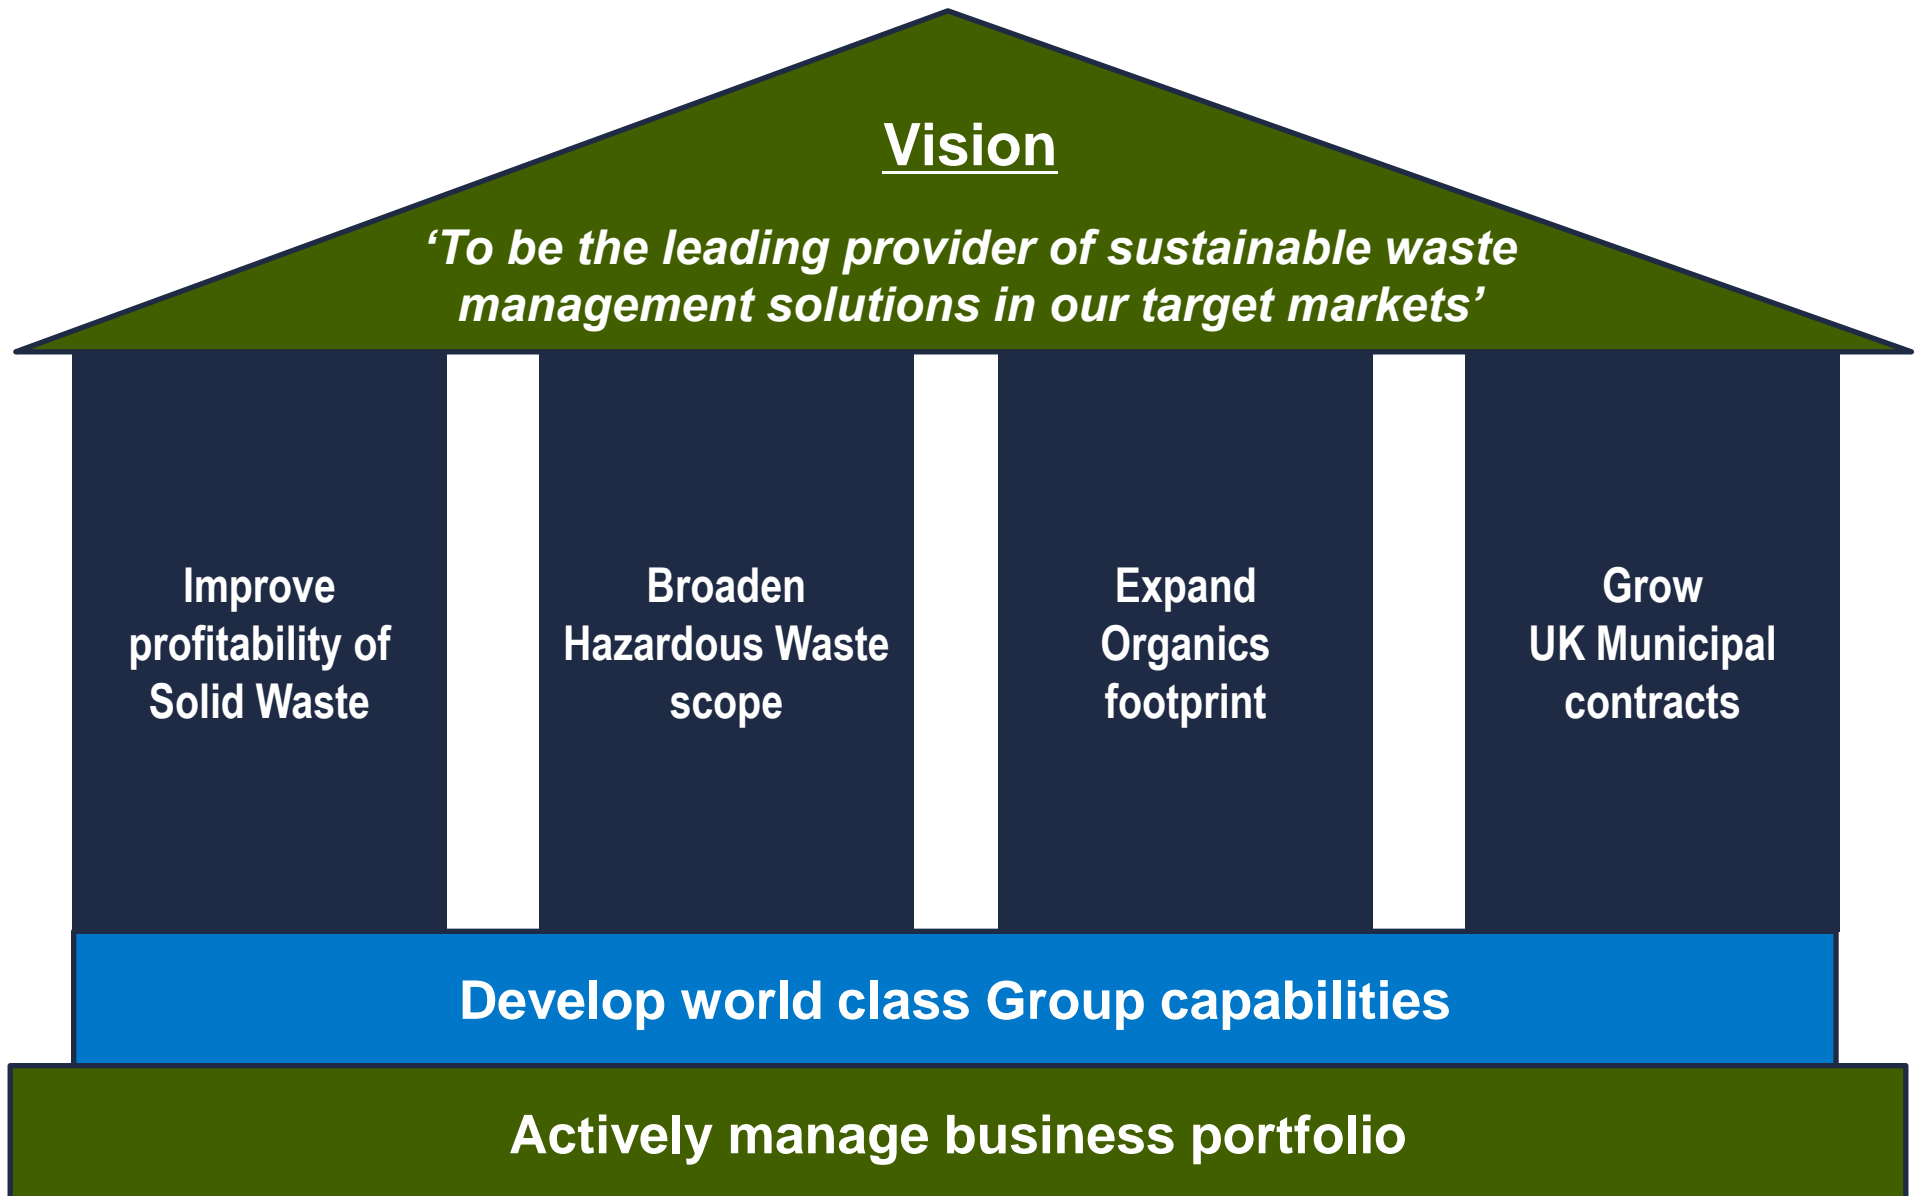 Vision
‘To be the leading provider of sustainable waste
management solutions in our target markets’
Improve
profitability of
Solid Waste
Broaden
Hazardous Waste
scope
Expand
Organics
footprint
Grow
UK Municipal
contracts
Develop world class Group capabilities
Actively manage business portfolio